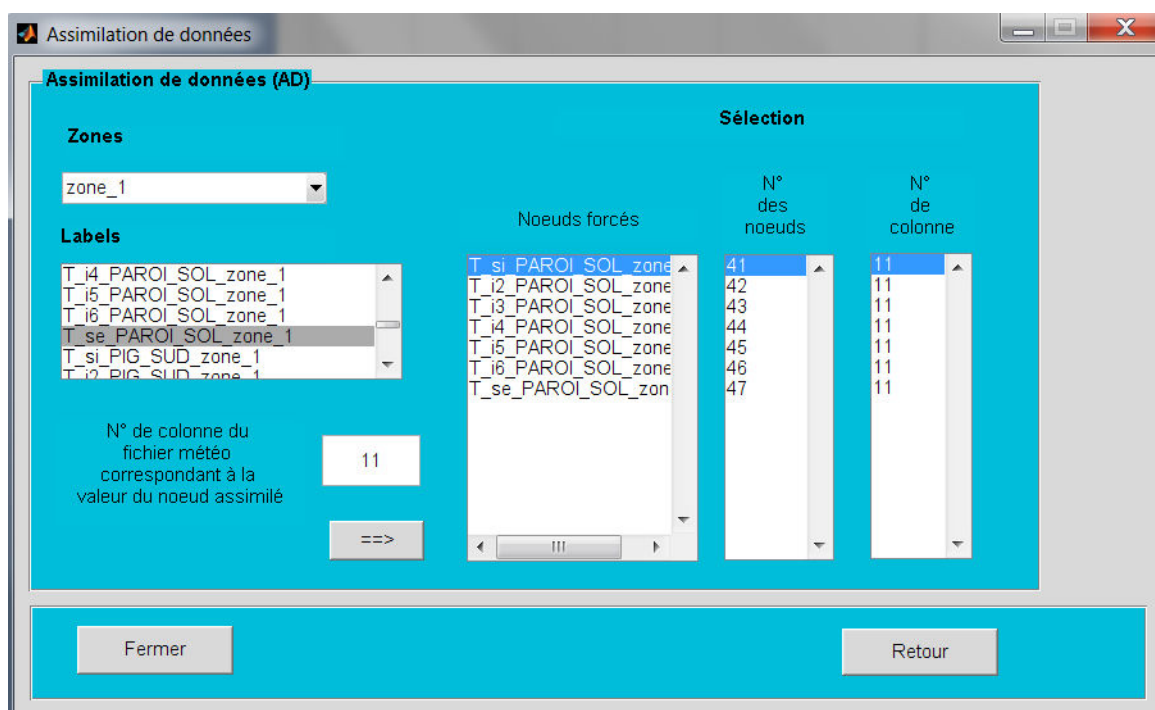 Assimilation de données
Assimilation de données (AD)
Zones
zone_1
Labels
T_i4_PAROI_SOL_zone_1
T_i5_PAROI_SOL_zone_1
T_i6_PAROI_SOL_zone_1
T_se_PAROI_SOL_zone_1
T_si_PIG_SUD_zone_1
T_i2_PIG_SUD_zone_1
N° de colonne du
fichier météo
correspondant à la
valeur du noeud assimilé
11
==>
Sélection
Noeuds forcés
T_si_PAROI_SOL_zone
T_i2_PAROI_SOL_zone
T_i3_PAROI_SOL_zone
T_i4_PAROI_SOL_zone
T_i5_PAROI_SOL_zone
T_i6_PAROI_SOL_zone
T_se_PAROI_SOL_zon
N°
des
noeuds
41
42
43
44
45
46
47
N°
de
colonne
11
11
11
11
11
11
11
Fermer
Retour